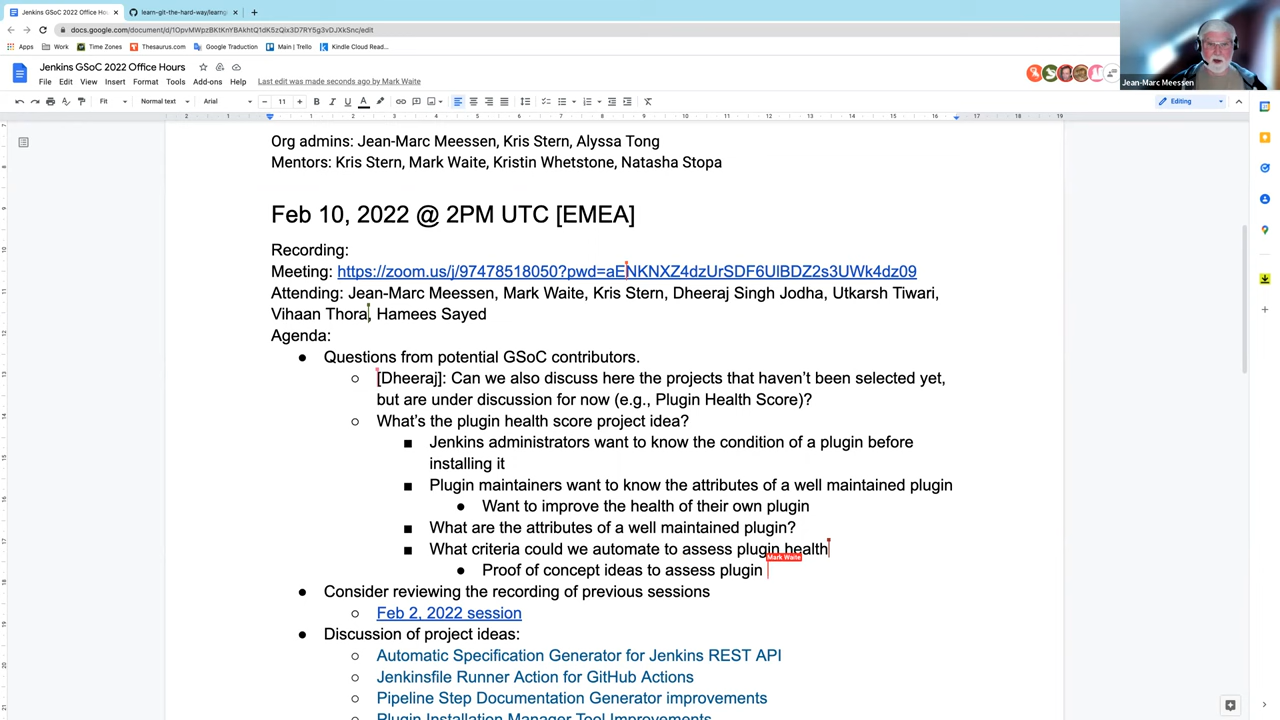 Jenkins GSoC 2022 Office Hours
learn-git-the-hard-way/learng
docs.google.com/document/d/1OpvMWpzBKtKnYBAkhtQ1dK5zQlx3D7RY5g3vDJXkSnc/edit
Apps Work Time Zones Thesaurus.com Google Traduction Main | Trello Kindle Cloud Read...
Jean-Marc Meessen
Jenkins GSoC 2022 Office Hours
File Edit View Insert Format Tools Add-ons Help Last edit was made seconds ago by Mark Waite
Fit Normal text Arial 11 Editing
Org admins: Jean-Marc Meessen, Kris Stern, Alyssa Tong
Mentors: Kris Stern, Mark Waite, Kristin Whetstone, Natasha Stopa
Feb 10, 2022 @ 2PM UTC [EMEA]
Recording:
Meeting: https://zoom.us/j/97478518050?pwd=aENKNXZ4dzUrSDF6UlBDZ2s3UWk4dz09
Attending: Jean-Marc Meessen, Mark Waite, Kris Stern, Dheeraj Singh Jodha, Utkarsh Tiwari,
Vihaan Thora, Hamees Sayed
Agenda:
● Questions from potential GSoC contributors.
○ [Dheeraj]: Can we also discuss here the projects that haven't been selected yet,
but are under discussion for now (e.g., Plugin Health Score)?
○ What's the plugin health score project idea?
■ Jenkins administrators want to know the condition of a plugin before
installing it
■ Plugin maintainers want to know the attributes of a well maintained plugin
● Want to improve the health of their own plugin
■ What are the attributes of a well maintained plugin?
■ What criteria could we automate to assess plugin health
Mark Waite
● Proof of concept ideas to assess plugin
● Consider reviewing the recording of previous sessions
○ Feb 2, 2022 session
● Discussion of project ideas:
○ Automatic Specification Generator for Jenkins REST API
○ Jenkinsfile Runner Action for GitHub Actions
○ Pipeline Step Documentation Generator improvements
○ Plugin Installation Manager Tool Improvements